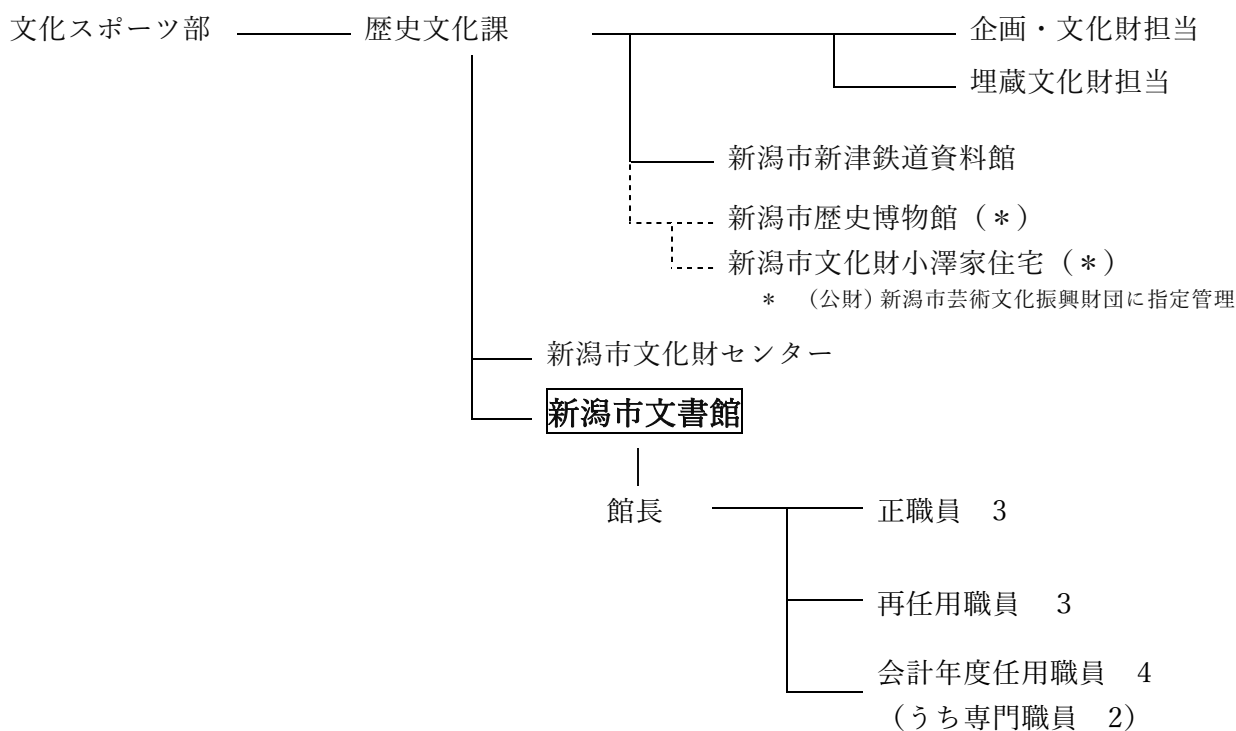 文化スポーツ部 歴史文化課 企画・文化財担当
埋蔵文化財担当
新潟市新津鉄道資料館
新潟市歴史博物館（＊）
新潟市文化財小澤家住宅（＊）
＊ （公財）新潟市芸術文化振興財団に指定管理
新潟市文化財センター
新潟市文書館
館長 正職員 3
再任用職員 3
会計年度任用職員 4
（うち専門職員 2）